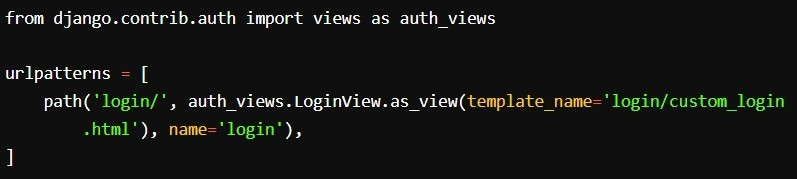 from django.contrib.auth import views as auth_views
urlpatterns = [
path('login/', auth_views.LoginView.as_view(template_name='login/custom_login
.html'), name='login'),
]